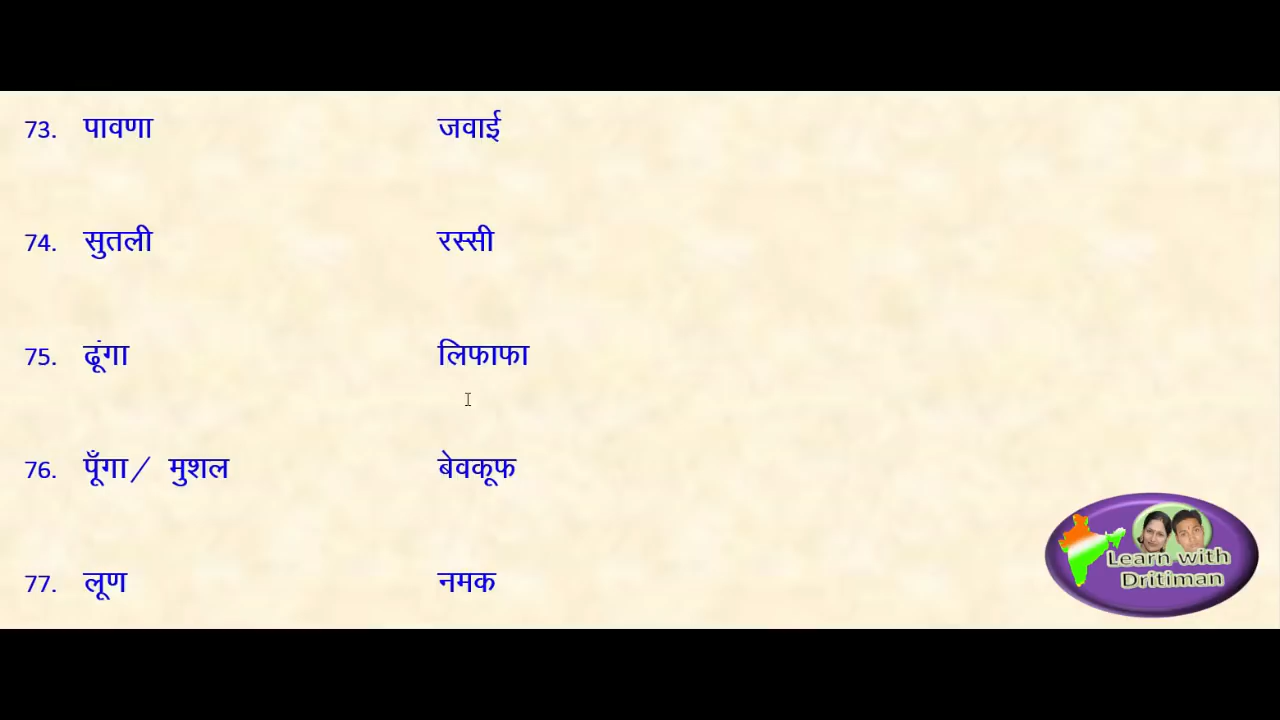 73. पावणा जवाई
74. सुतली रस्सी
75. ढूंगा लिफाफा
76. पूँगा/ मुशल बेवकूफ
77. लूण नमक
Learn with
Dritiman